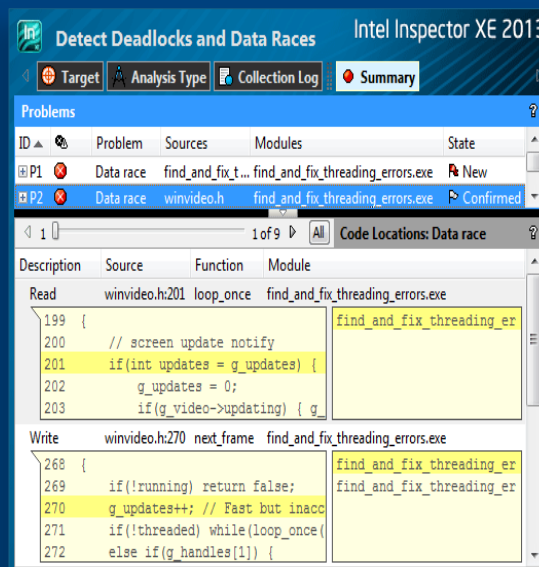 Intel Inspector XE 2013
Detect Deadlocks and Data Races
Target Analysis Type Collection Log Summary
Problems ?
ID Problem Sources Modules State
P1 Data race find_and_fix_t... find_and_fix_threading_errors.exe New
P2 Data race winvideo.h find_and_fix_threading_errors.exe Confirmed
1 1 of 9 All Code Locations: Data race ?
Description Source Function Module
Read winvideo.h:201 loop_once find_and_fix_threading_errors.exe
199 { find_and_fix_threading_er
200 // screen update notify
201 if(int updates = g_updates) {
202 g_updates = 0;
203 if(g_video->updating) { g_
Write winvideo.h:270 next_frame find_and_fix_threading_errors.exe
268 { find_and_fix_threading_er
269 if(!running) return false; find_and_fix_threading_er
270 g_updates++; // Fast but inacc
271 if(!threaded) while(loop_once(
272 else if(g_handles[1]) {